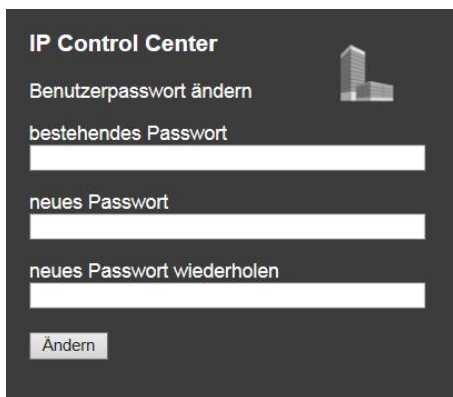 IP Control Center
Benutzerpasswort ändern
bestehendes Passwort
neues Passwort
neues Passwort wiederholen
Ändern